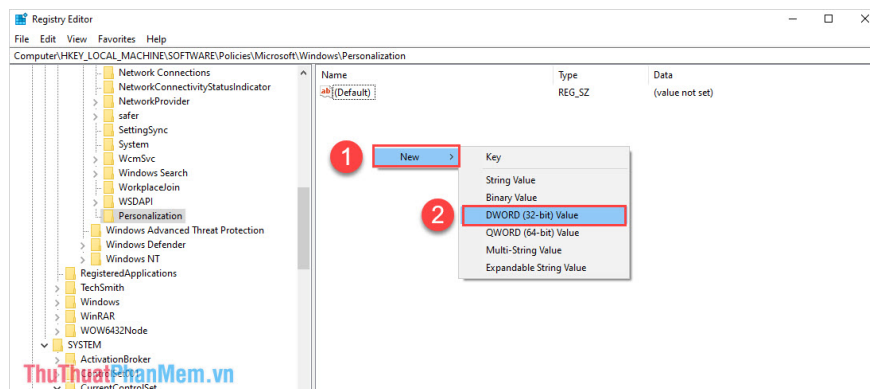 Registry Editor
File Edit View Favorites Help
Computer\HKEY_LOCAL_MACHINE\SOFTWARE\Policies\Microsoft\Windows\Personalization
Network Connections
NetworkConnectivityStatusIndicator
NetworkProvider
safer
SettingSync
System
WcmSvc
Windows Search
WorkplaceJoin
WSDAPI
Personalization
Windows Advanced Threat Protection
Windows Defender
Windows NT
RegisteredApplications
TechSmith
Windows
WinRAR
WOW6432Node
SYSTEM
ActivationBroker
ControlSet001
CurrentControlSet
Name Type Data
ab (Default) REG_SZ (value not set)
1 New >
Key
String Value
Binary Value
2 DWORD (32-bit) Value
QWORD (64-bit) Value
Multi-String Value
Expandable String Value
ThuThuatPhanMem.vn